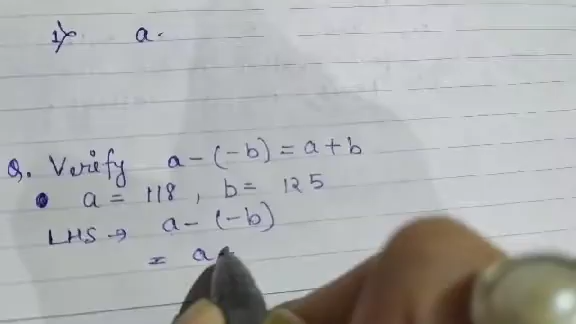 1) a.
Q. Verify a - (-b) = a + b
• a = 118 , b = 125
LHS → a - (-b)
= a